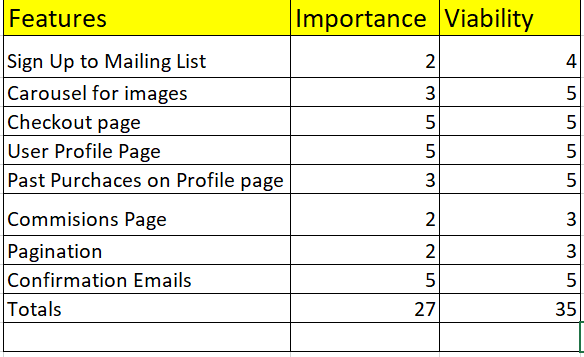 Features Importance Viability
Sign Up to Mailing List 2 4
Carousel for images 3 5
Checkout page 5 5
User Profile Page 5 5
Past Purchaces on Profile page 3 5
Commisions Page 2 3
Pagination 2 3
Confirmation Emails 5 5
Totals 27 35